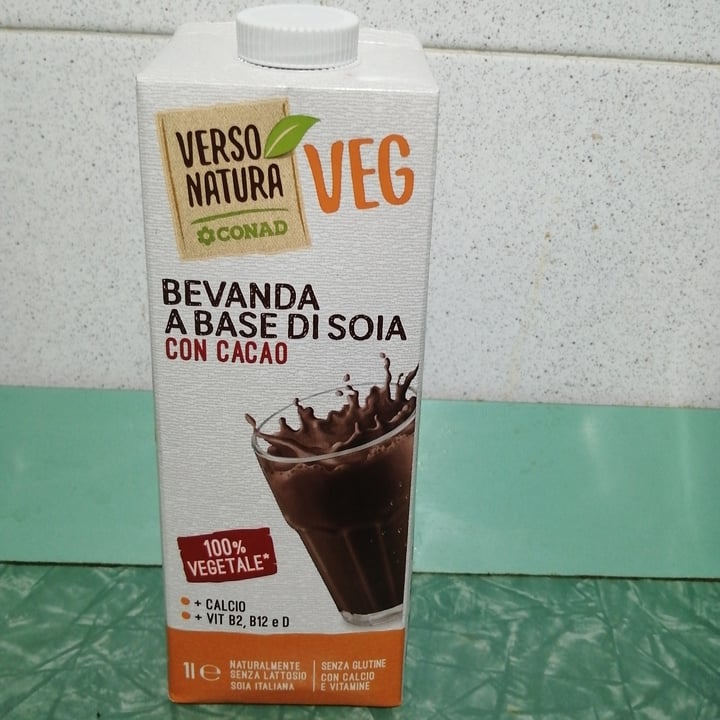 VERSO
NATURA
CONAD
VEG
BEVANDA
A BASE DI SOIA
CON CACAO
100%
VEGETALE*
+ CALCIO
+ VIT B2, B12 e D
1l e
NATURALMENTE
SENZA LATTOSIO
SOIA ITALIANA
SENZA GLUTINE
CON CALCIO
E VITAMINE